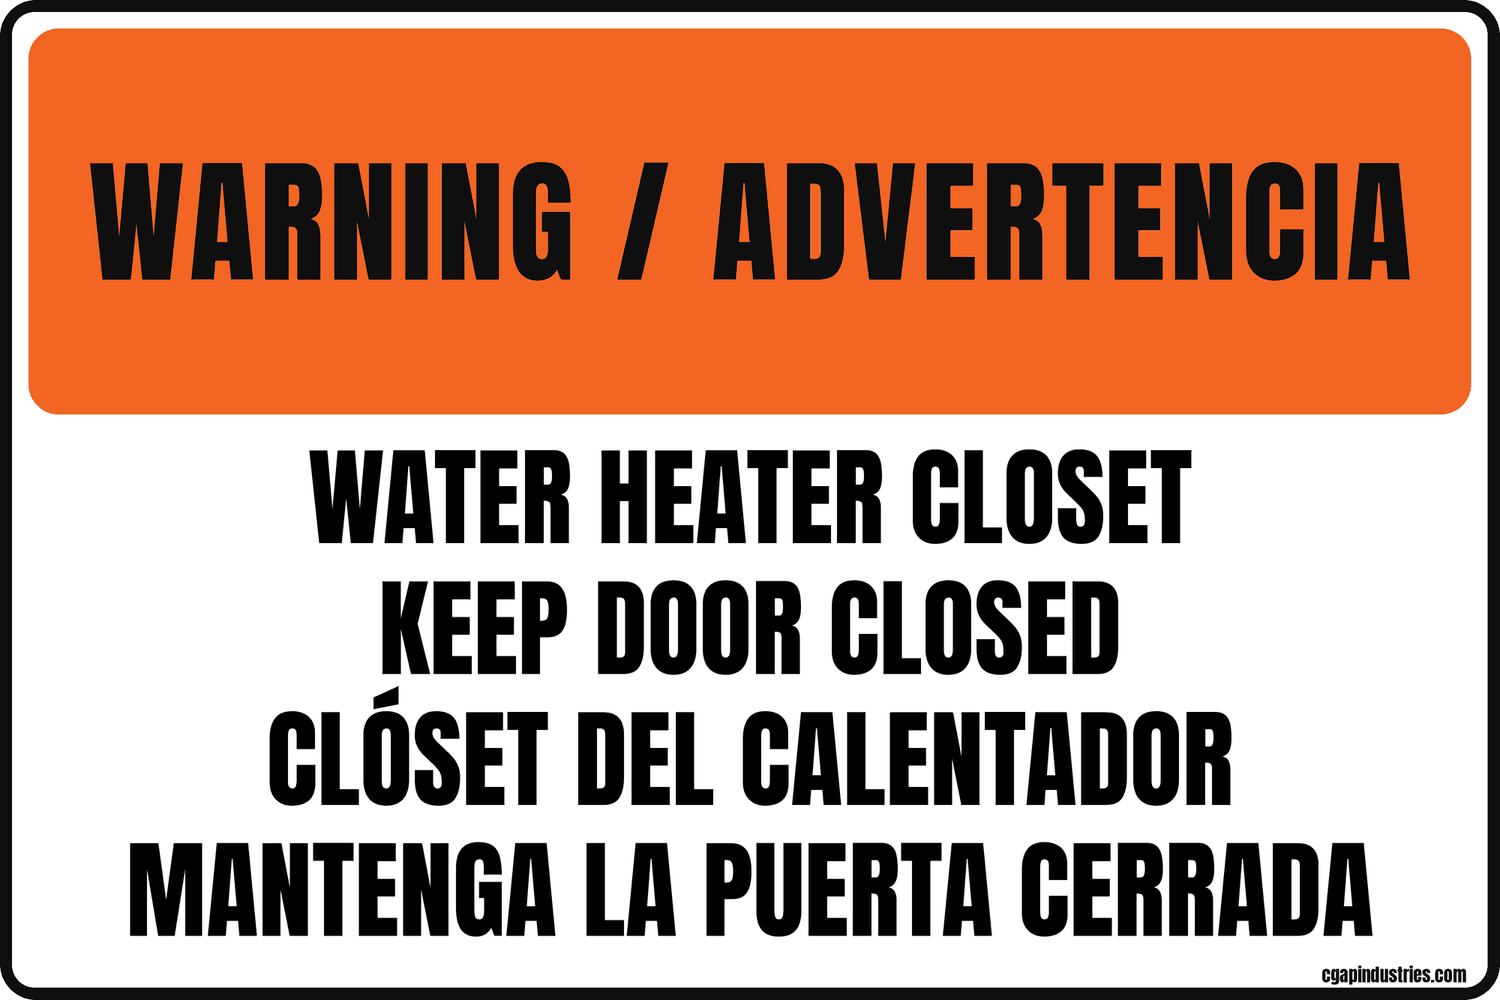 WARNING / ADVERTENCIA
WATER HEATER CLOSET
KEEP DOOR CLOSED
CLÓSET DEL CALENTADOR
MANTENGA LA PUERTA CERRADA
cgapindustries.com